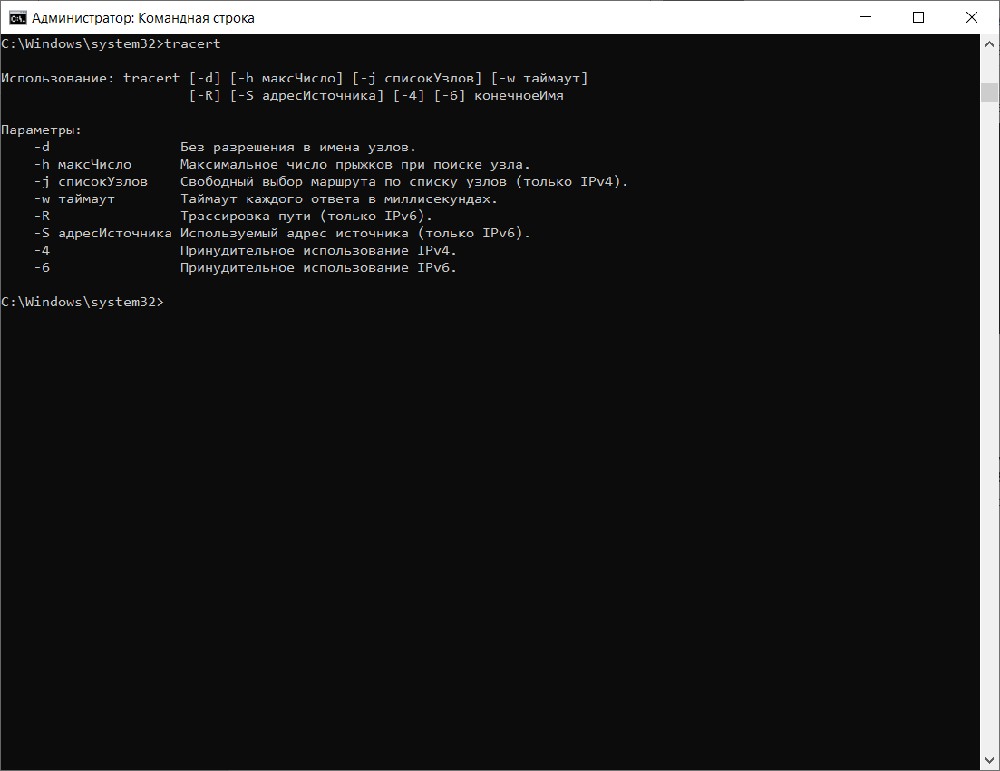 Администратор: Командная строка
C:\Windows\system32>tracert
Использование: tracert [-d] [-h максЧисло] [-j списокУзлов] [-w таймаут]
[-R] [-S адресИсточника] [-4] [-6] конечноеИмя
Параметры:
-d Без разрешения в имена узлов.
-h максЧисло Максимальное число прыжков при поиске узла.
-j списокУзлов Свободный выбор маршрута по списку узлов (только IPv4).
-w таймаут Таймаут каждого ответа в миллисекундах.
-R Трассировка пути (только IPv6).
-S адресИсточника Используемый адрес источника (только IPv6).
-4 Принудительное использование IPv4.
-6 Принудительное использование IPv6.
C:\Windows\system32>